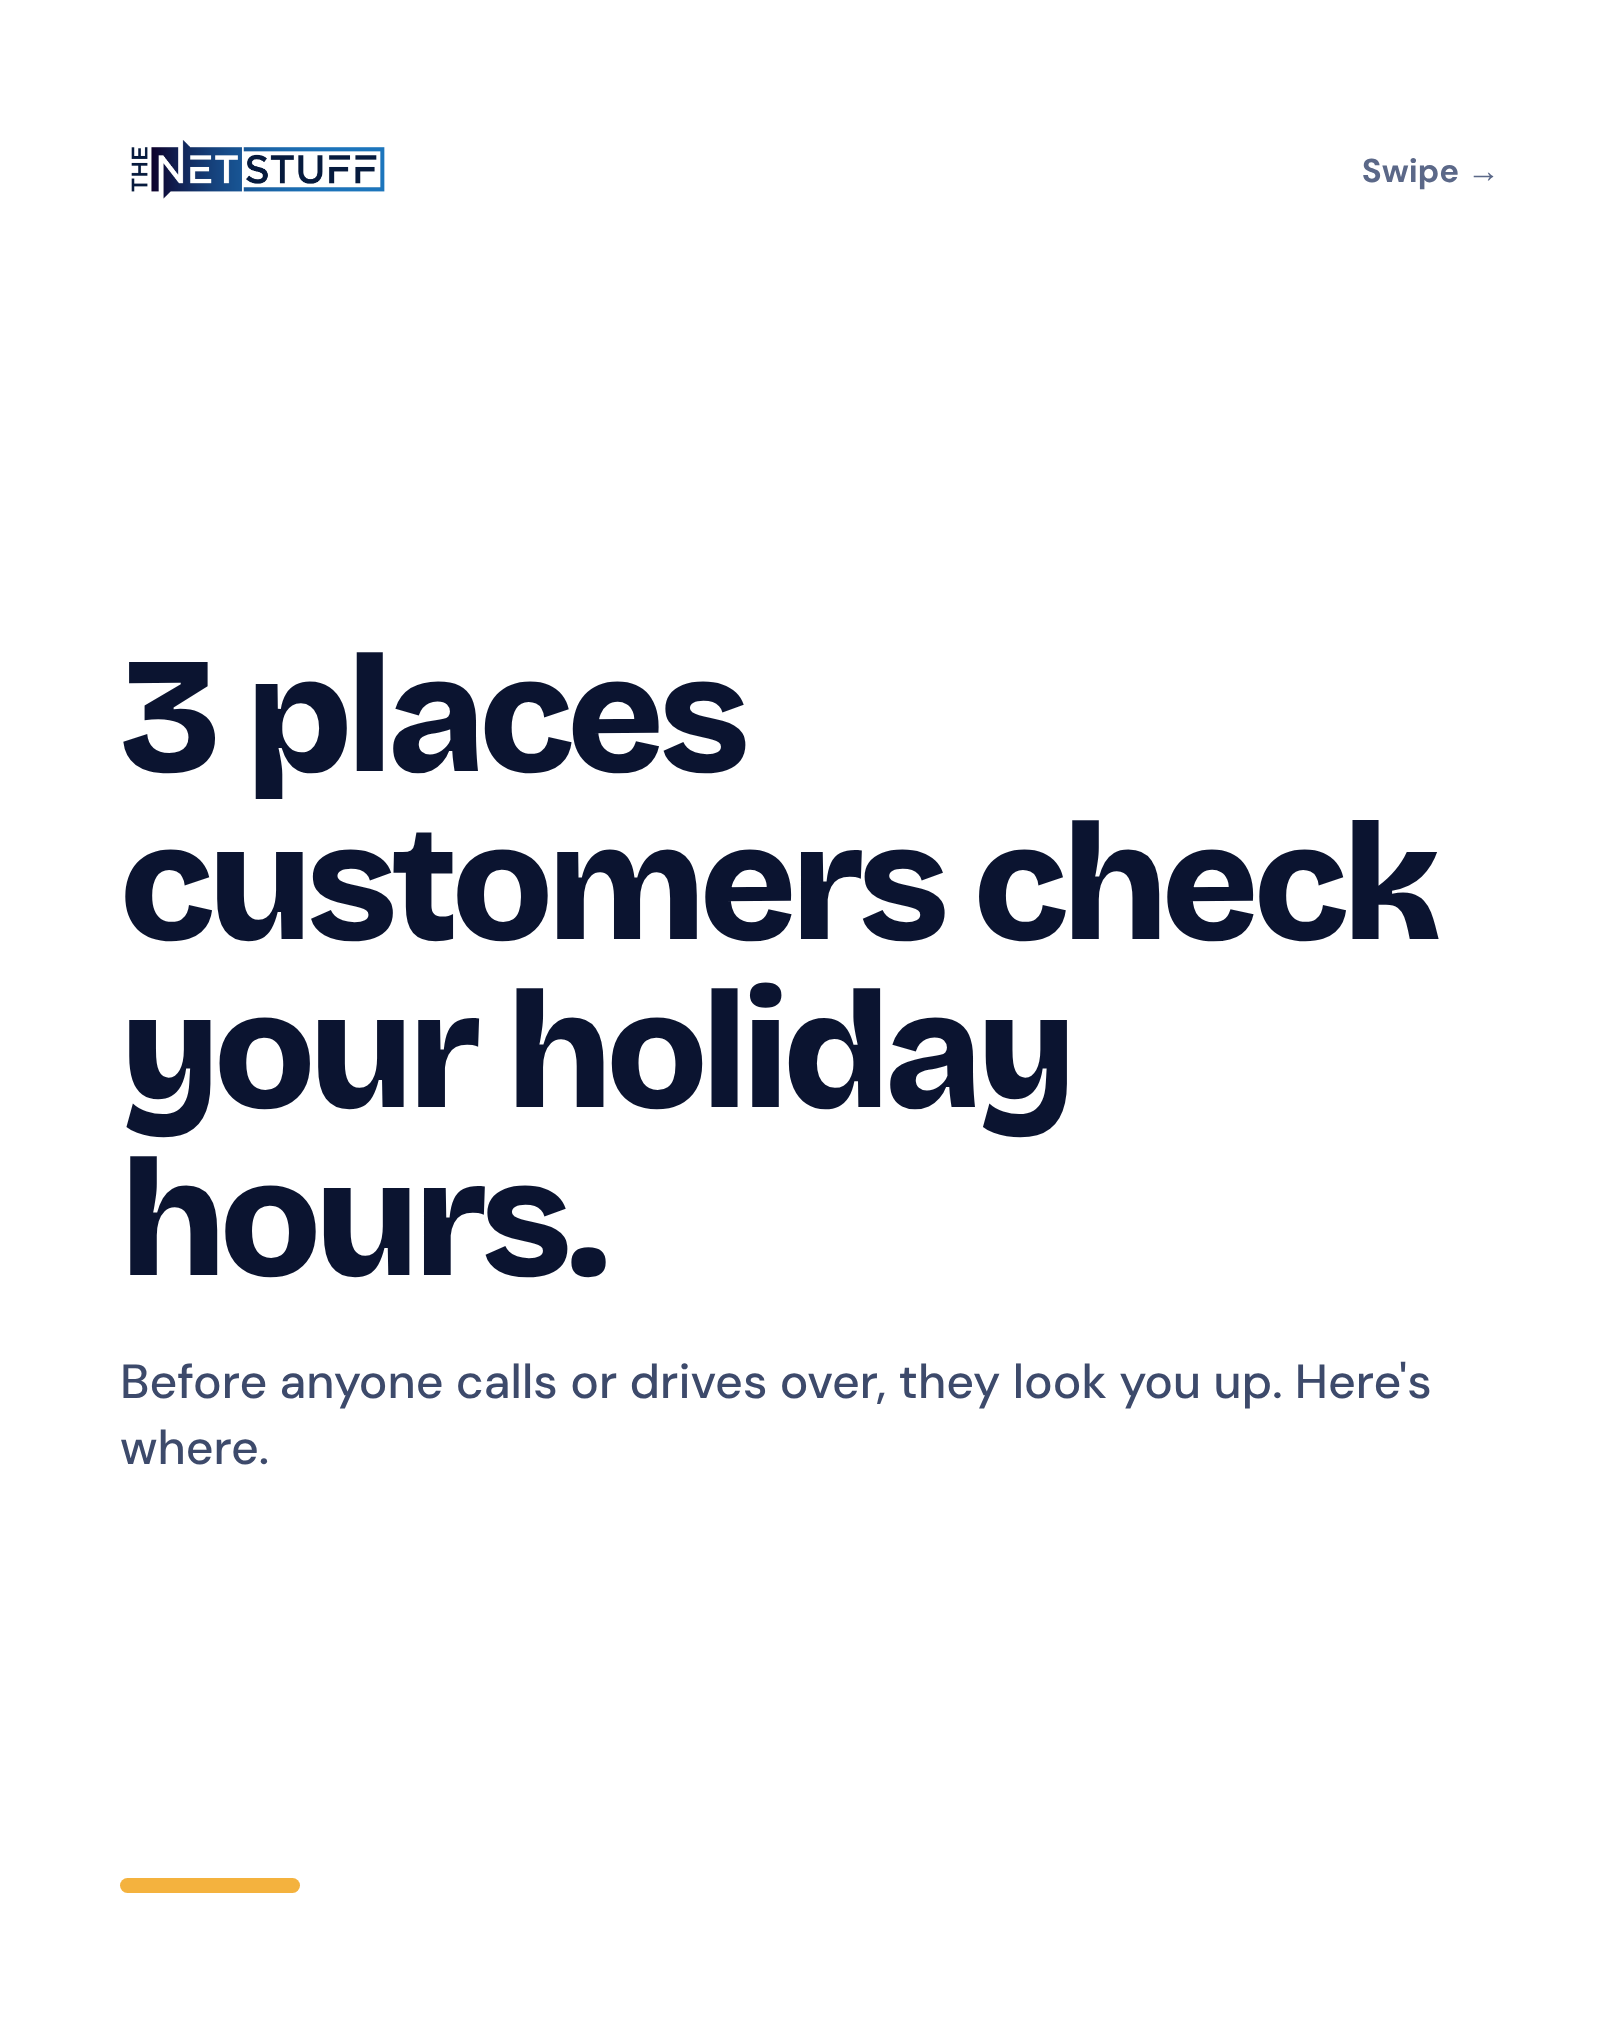 THE NETSTUFF
Swipe →
3 places
customers check
your holiday
hours.
Before anyone calls or drives over, they look you up. Here's
where.